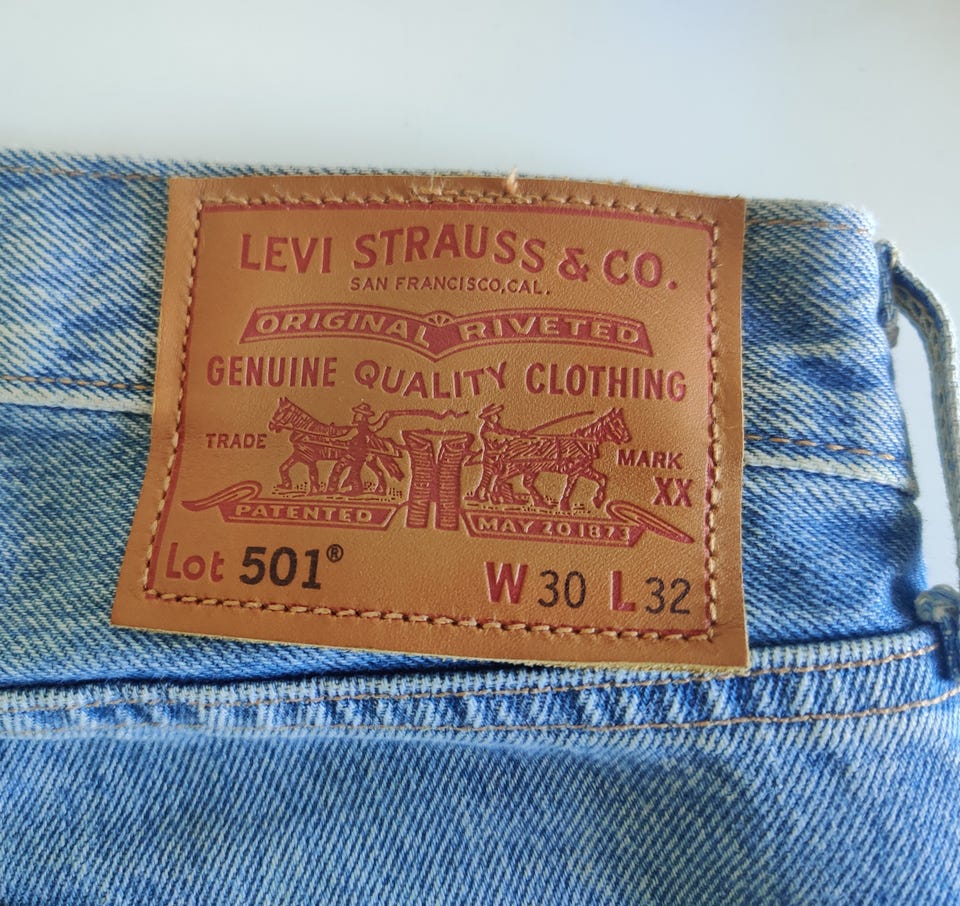 LEVI STRAUSS & CO.
SAN FRANCISCO, CAL.
ORIGINAL RIVETED
GENUINE QUALITY CLOTHING
TRADE MARK
XX
PATENTED MAY 20 1873
Lot 501® W 30 L 32